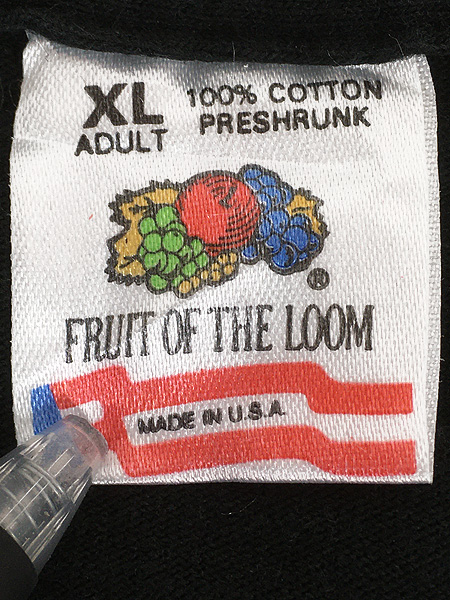 XL
ADULT
100% COTTON
PRESHRUNK
®
FRUIT OF THE LOOM
MADE IN U.S.A.